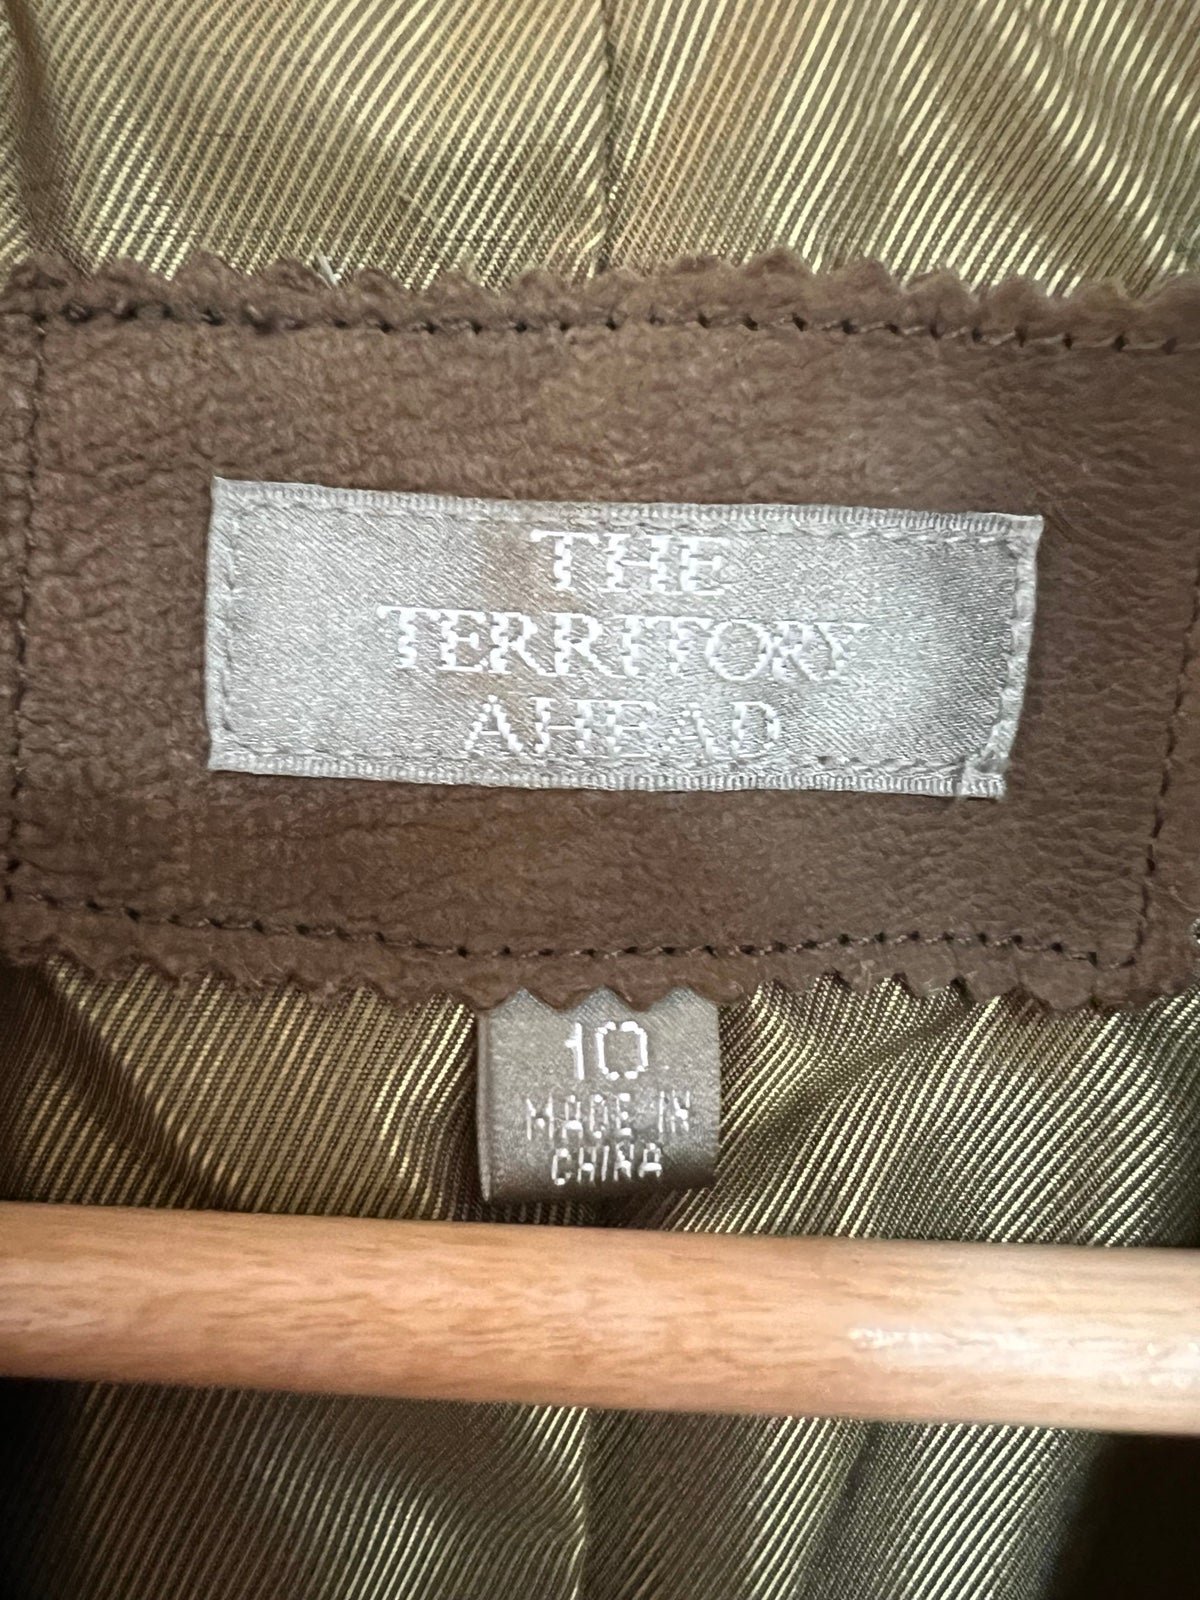 THE
TERRITORY
AHEAD
10
MADE IN
CHINA